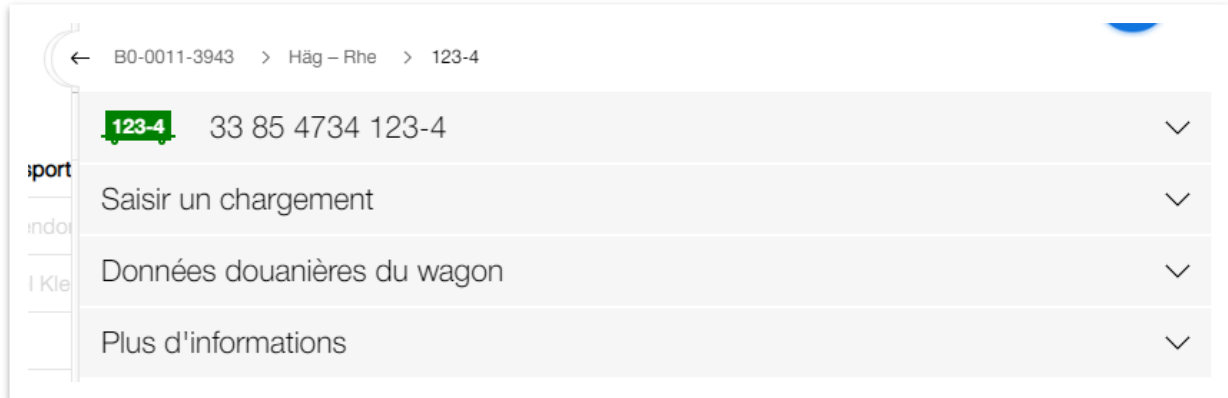 B0-0011-3943 > Häg – Rhe > 123-4
123-4 33 85 4734 123-4
sport
Saisir un chargement
Données douanières du wagon
Plus d'informations